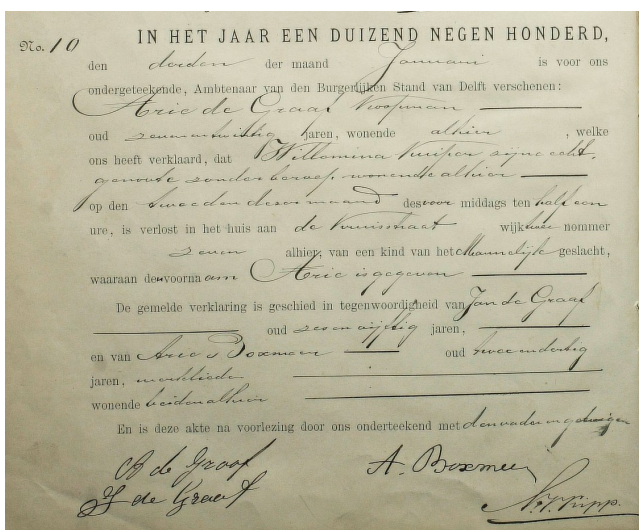 No. 10
IN HET JAAR EEN DUIZEND NEGEN HONDERD,
den derden der maand Januari is voor ons
ondergeteekende, Ambtenaar van den Burgerlijken Stand van Delft verschenen:
Arie de Graaf Koopman
oud zevenentwintig jaren, wonende alhier, welke
ons heeft verklaard, dat Willemina Kuiper zijne echt-
genoote zonder beroep wonende alhier
op den tweeden dezer maand des voor middags ten half een
ure, is verlost in het huis aan de wijk twee nommer
zeven alhier, van een kind van het Mannelijk geslacht,
waaraan de voornaam Arie is gegeven
De gemelde verklaring is geschied in tegenwoordigheid van Jan de Graaf
oud jaren,
en van Arie Boxmeer oud tweeendertig
jaren, werklieden
wonende beiden alhier
En is deze akte na voorlezing door ons onderteekend met den vader en getuigen
A de Graaf
A. Boxmeer
J de Graaf